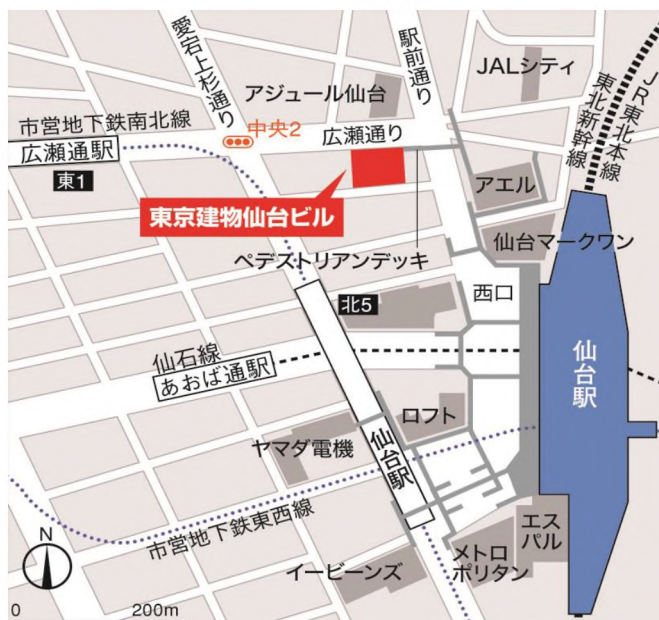 愛宕上杉通り
駅前通り
JALシティ
アジュール仙台
JR東北本線
東北新幹線
市営地下鉄南北線
中央2
広瀬通り
広瀬通駅
東1
アエル
東京建物仙台ビル
仙台マークワン
ペデストリアンデッキ
西口
北5
仙石線
あおば通駅
仙台駅
ロフト
ヤマダ電機
仙台駅
市営地下鉄東西線
エス
パル
メトロ
ポリタン
イービーンズ
N
0
200m